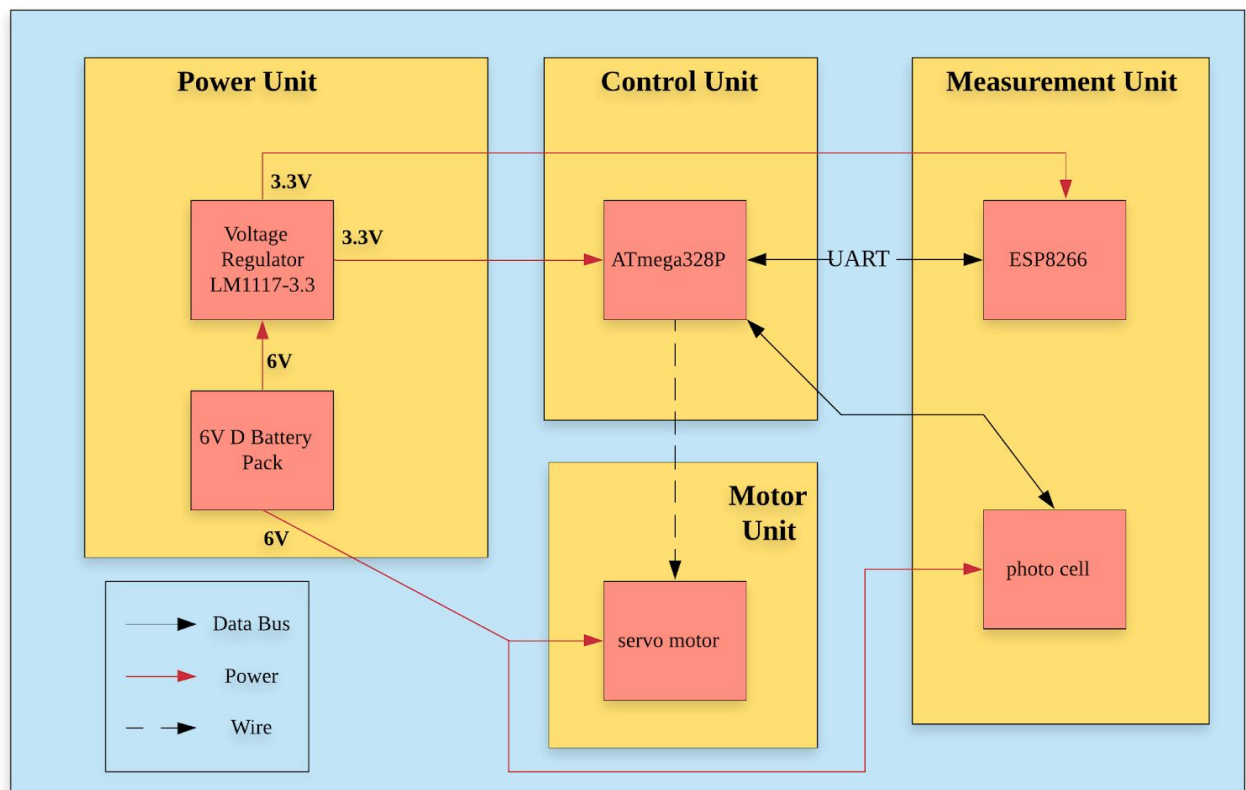 Power Unit
Control Unit
Measurement Unit
3.3V
Voltage
Regulator
LM1117-3.3
3.3V
ATmega328P
UART
ESP8266
6V
6V D Battery
Pack
6V
Motor
Unit
servo motor
photo cell
Data Bus
Power
Wire